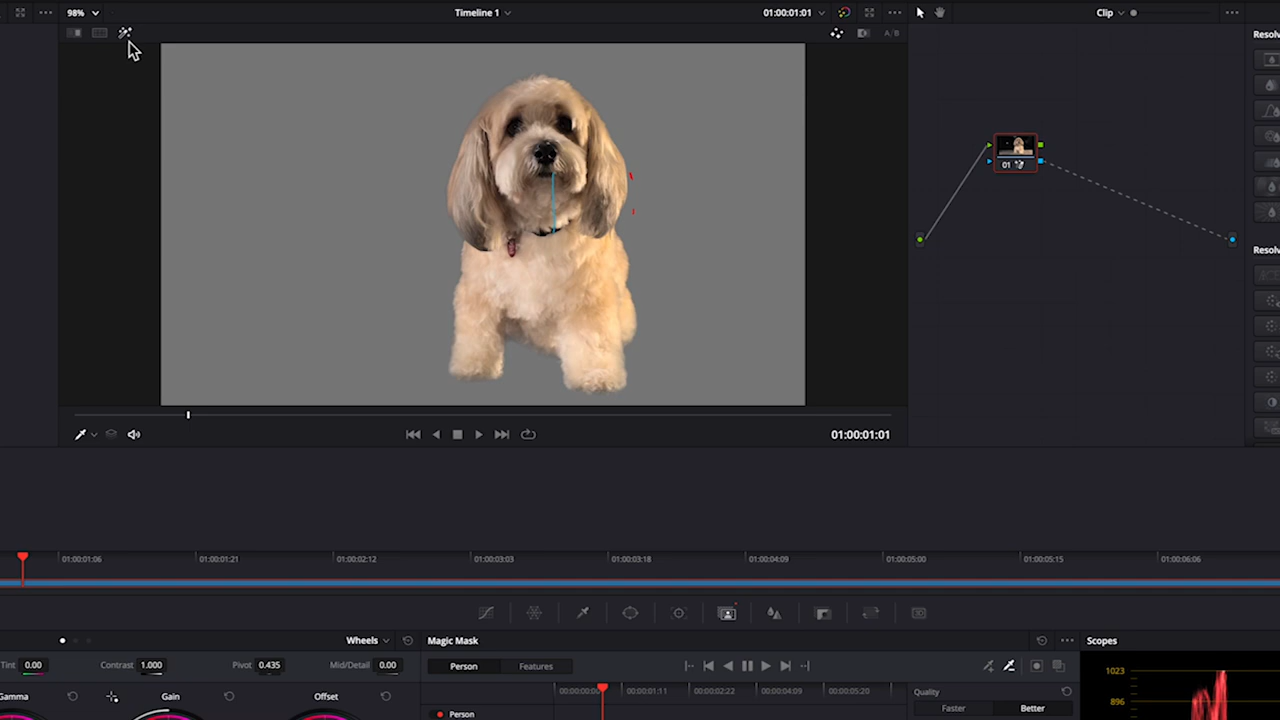 98%
Timeline 1
01:00:01:01
Clip
Resolv
A/B
01
Resolv
01:00:01:01
01:00:01:06
01:00:01:21
01:00:02:12
01:00:03:03
01:00:03:18
01:00:04:09
01:00:05:00
01:00:05:15
01:00:06:06
3D
Wheels
Magic Mask
Scopes
Tint 0.00
Contrast 1.000
Pivot 0.435
Mid/Detail 0.00
Person
Features
1023
Gamma
Gain
Offset
00:00:00:00
00:00:01:11
00:00:02:22
00:00:04:09
00:00:05:20
Quality
896
Person
Faster
Better